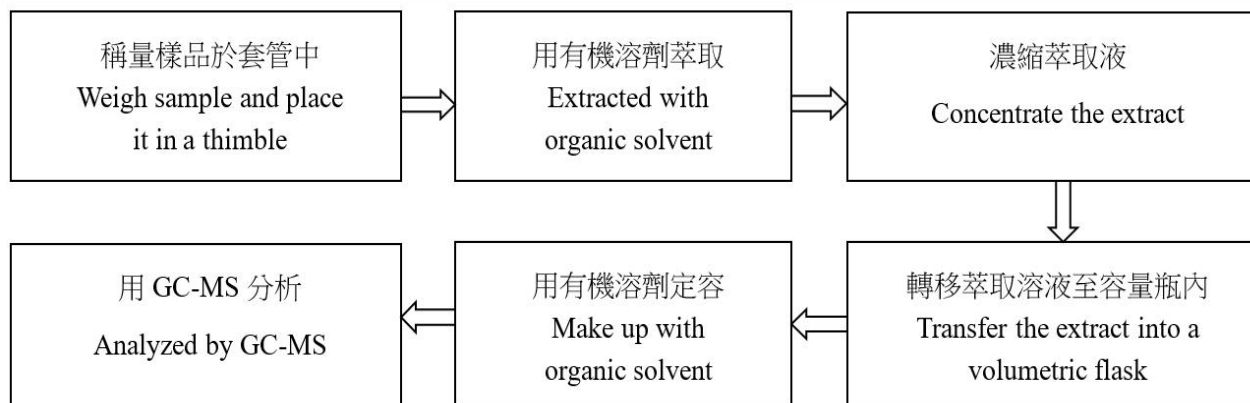 稱量樣品於套管中
Weigh sample and place
it in a thimble
用有機溶劑萃取
Extracted with
organic solvent
濃縮萃取液
Concentrate the extract
轉移萃取溶液至容量瓶內
Transfer the extract into a
volumetric flask
用有機溶劑定容
Make up with
organic solvent
用 GC-MS 分析
Analyzed by GC-MS